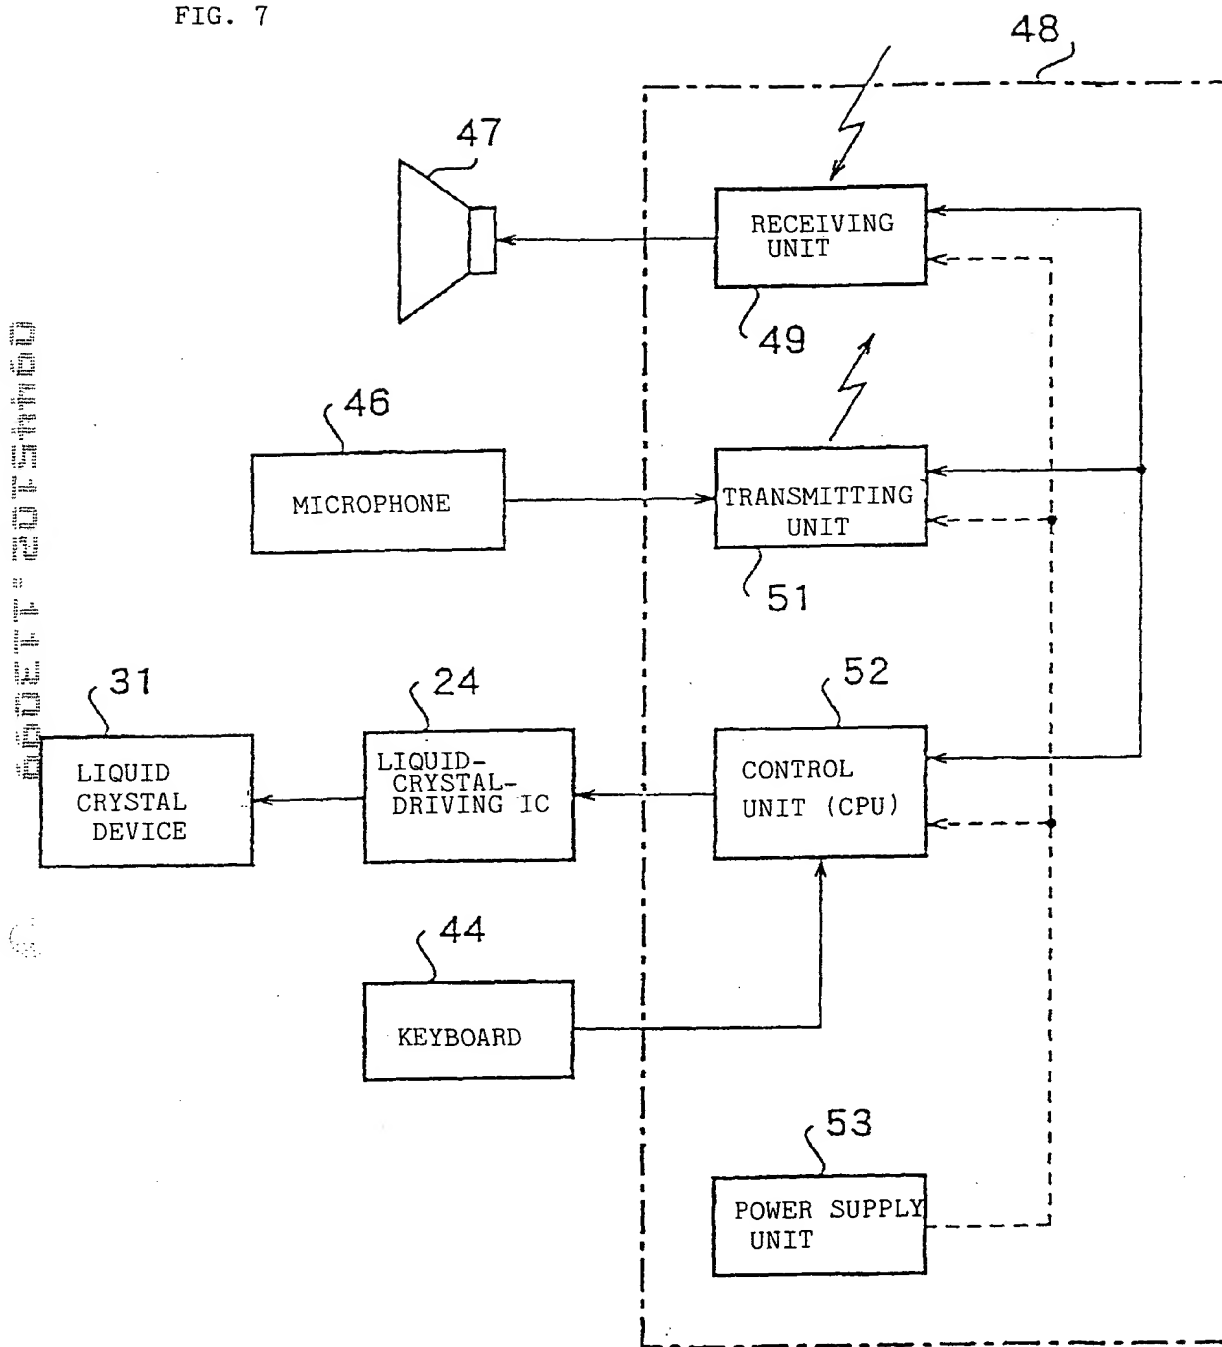 FIG. 7
48
47
RECEIVING
UNIT
49
46
MICROPHONE
TRANSMITTING
UNIT
51
31
24
52
LIQUID
CRYSTAL
DEVICE
LIQUID-
CRYSTAL-
DRIVING IC
CONTROL
UNIT (CPU)
44
KEYBOARD
53
POWER SUPPLY
UNIT